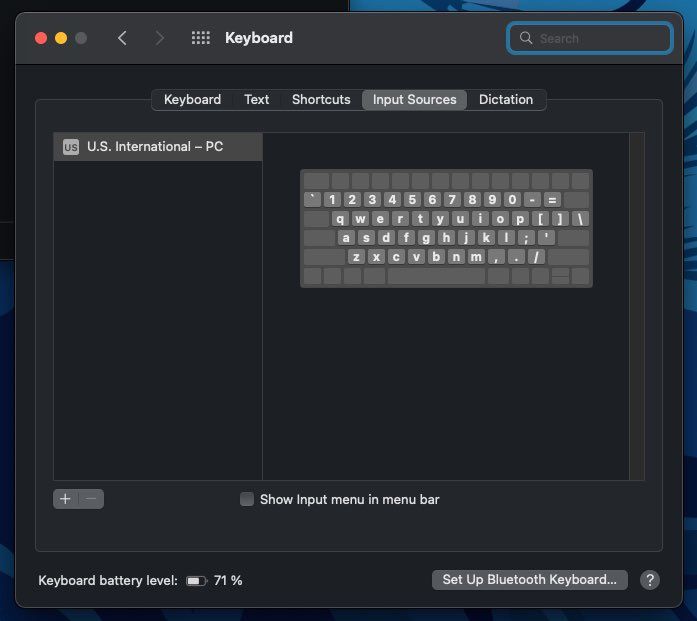 Keyboard
Search
Keyboard Text Shortcuts Input Sources Dictation
US U.S. International – PC
` 1 2 3 4 5 6 7 8 9 0 - =
q w e r t y u i o p [ ] \
a s d f g h j k l ; '
z x c v b n m , . /
+ −
Show Input menu in menu bar
Keyboard battery level: 71 %
Set Up Bluetooth Keyboard... ?